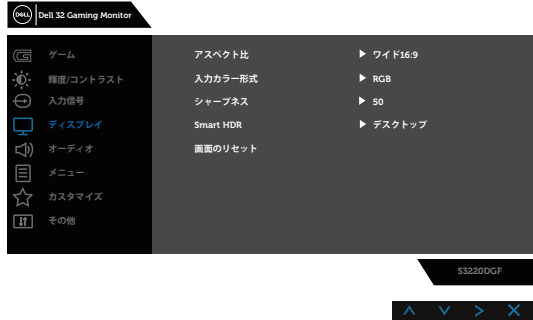 DELL Dell 32 Gaming Monitor
ゲーム
輝度/コントラスト
入力信号
ディスプレイ
オーディオ
メニュー
カスタマイズ
その他
アスペクト比 ワイド16:9
入力カラー形式 RGB
シャープネス 50
Smart HDR デスクトップ
画面のリセット
S3220DGF